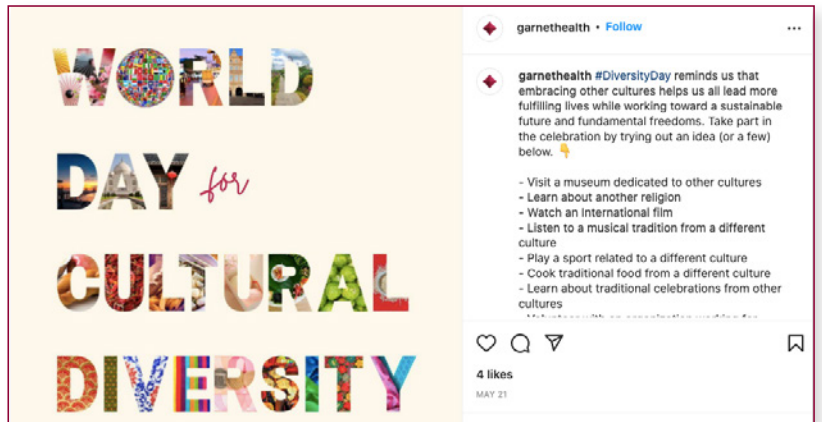 WORLD
DAY for
CULTURAL
DIVERSITY
garnethealth • Follow
garnethealth #DiversityDay reminds us that
embracing other cultures helps us all lead more
fulfilling lives while working toward a sustainable
future and fundamental freedoms. Take part in
the celebration by trying out an idea (or a few)
below. 👇
- Visit a museum dedicated to other cultures
- Learn about another religion
- Watch an International film
- Listen to a musical tradition from a different
culture
- Play a sport related to a different culture
- Cook traditional food from a different culture
- Learn about traditional celebrations from other
cultures
4 likes
MAY 21